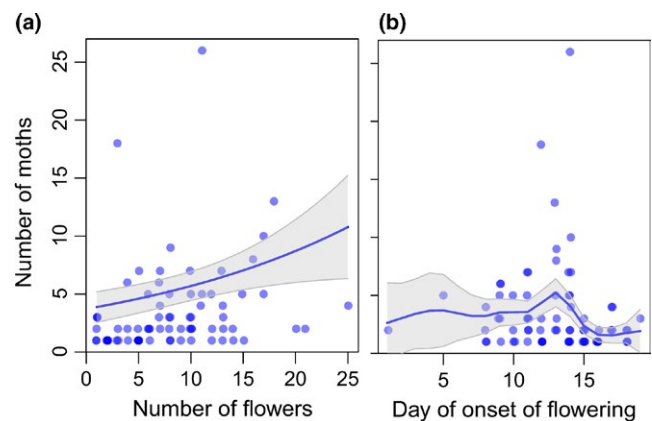 (a)
(b)
Number of moths
25
20
15
10
5
0
0 5 10 15 20 25
5 10 15
Number of flowers
Day of onset of flowering